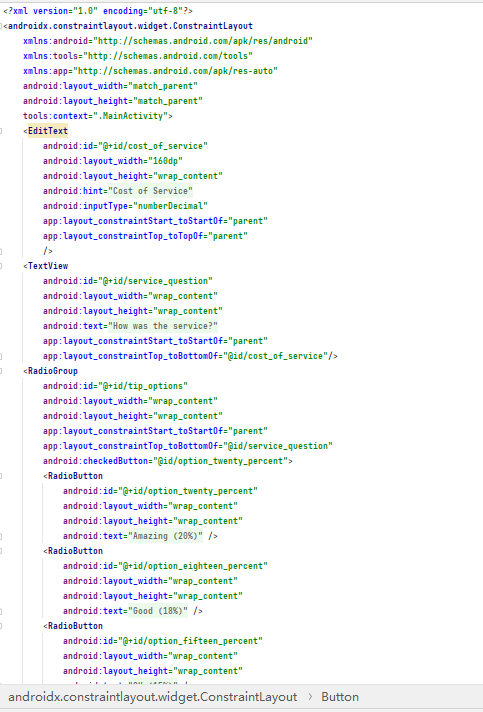 <?xml version="1.0" encoding="utf-8"?>
<androidx.constraintlayout.widget.ConstraintLayout
xmlns:android="http://schemas.android.com/apk/res/android"
xmlns:tools="http://schemas.android.com/tools"
xmlns:app="http://schemas.android.com/apk/res-auto"
android:layout_width="match_parent"
android:layout_height="match_parent"
tools:context=".MainActivity">
<EditText
android:id="@+id/cost_of_service"
android:layout_width="160dp"
android:layout_height="wrap_content"
android:hint="Cost of Service"
android:inputType="numberDecimal"
app:layout_constraintStart_toStartOf="parent"
app:layout_constraintTop_toTopOf="parent"
/>
<TextView
android:id="@+id/service_question"
android:layout_width="wrap_content"
android:layout_height="wrap_content"
android:text="How was the service?"
app:layout_constraintStart_toStartOf="parent"
app:layout_constraintTop_toBottomOf="@id/cost_of_service"/>
<RadioGroup
android:id="@+id/tip_options"
android:layout_width="wrap_content"
android:layout_height="wrap_content"
app:layout_constraintStart_toStartOf="parent"
app:layout_constraintTop_toBottomOf="@id/service_question"
android:checkedButton="@id/option_twenty_percent">
<RadioButton
android:id="@+id/option_twenty_percent"
android:layout_width="wrap_content"
android:layout_height="wrap_content"
android:text="Amazing (20%)" />
<RadioButton
android:id="@+id/option_eighteen_percent"
android:layout_width="wrap_content"
android:layout_height="wrap_content"
android:text="Good (18%)" />
<RadioButton
android:id="@+id/option_fifteen_percent"
android:layout_width="wrap_content"
android:layout_height="wrap_content"
androidx.constraintlayout.widget.ConstraintLayout > Button